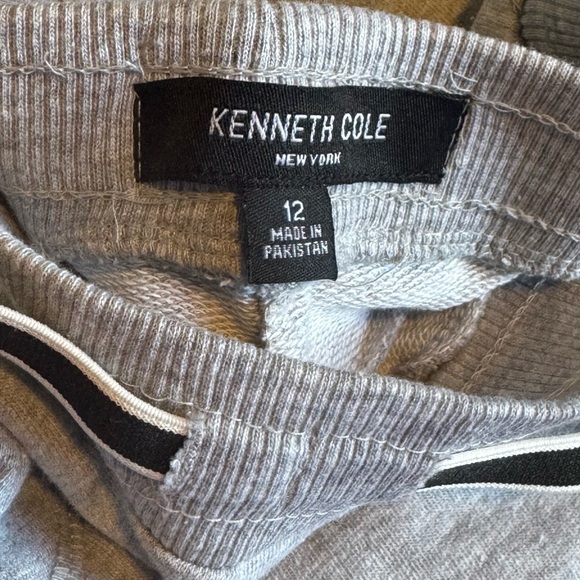 KENNETH COLE
NEW YORK
12
MADE IN
PAKISTAN